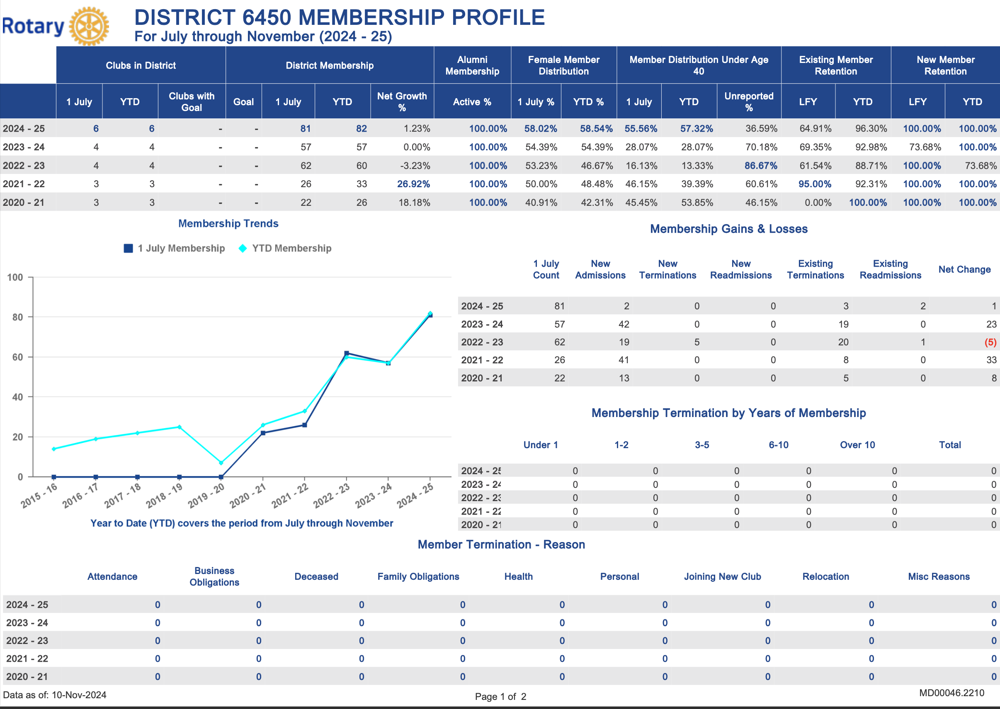 Rotary
DISTRICT 6450 MEMBERSHIP PROFILE
For July through November (2024 - 25)
Clubs in District District Membership Alumni Membership Female Member Distribution Member Distribution Under Age 40 Existing Member Retention New Member Retention
1 July YTD Clubs with Goal Goal 1 July YTD Net Growth % Active % 1 July % YTD % 1 July YTD Unreported % LFY YTD LFY YTD
2024 - 25 6 6 - - 81 82 1.23% 100.00% 58.02% 58.54% 55.56% 57.32% 36.59% 64.91% 96.30% 100.00% 100.00%
2023 - 24 4 4 - - 57 57 0.00% 100.00% 54.39% 54.39% 28.07% 28.07% 70.18% 69.35% 92.98% 73.68% 100.00%
2022 - 23 4 4 - - 62 60 -3.23% 100.00% 53.23% 46.67% 16.13% 13.33% 86.67% 61.54% 88.71% 100.00% 73.68%
2021 - 22 3 3 - - 26 33 26.92% 100.00% 50.00% 48.48% 46.15% 39.39% 60.61% 95.00% 92.31% 100.00% 100.00%
2020 - 21 3 3 - - 22 26 18.18% 100.00% 40.91% 42.31% 45.45% 53.85% 46.15% 0.00% 100.00% 100.00% 100.00%
Membership Trends
1 July Membership YTD Membership
100
80
60
40
20
0
2015 - 16 2016 - 17 2017 - 18 2018 - 19 2019 - 20 2020 - 21 2021 - 22 2022 - 23 2023 - 24 2024 - 25
Year to Date (YTD) covers the period from July through November
Membership Gains & Losses
1 July Count New Admissions New Terminations New Readmissions Existing Terminations Existing Readmissions Net Change
2024 - 25 81 2 0 0 3 2 1
2023 - 24 57 42 0 0 19 0 23
2022 - 23 62 19 5 0 20 1 (5)
2021 - 22 26 41 0 0 8 0 33
2020 - 21 22 13 0 0 5 0 8
Membership Termination by Years of Membership
Under 1 1-2 3-5 6-10 Over 10 Total
2024 - 25 0 0 0 0 0 0
2023 - 24 0 0 0 0 0 0
2022 - 23 0 0 0 0 0 0
2021 - 22 0 0 0 0 0 0
2020 - 21 0 0 0 0 0 0
Member Termination - Reason
Attendance Business Obligations Deceased Family Obligations Health Personal Joining New Club Relocation Misc Reasons
2024 - 25 0 0 0 0 0 0 0 0 0
2023 - 24 0 0 0 0 0 0 0 0 0
2022 - 23 0 0 0 0 0 0 0 0 0
2021 - 22 0 0 0 0 0 0 0 0 0
2020 - 21 0 0 0 0 0 0 0 0 0
Data as of: 10-Nov-2024 Page 1 of 2 MD00046.2210